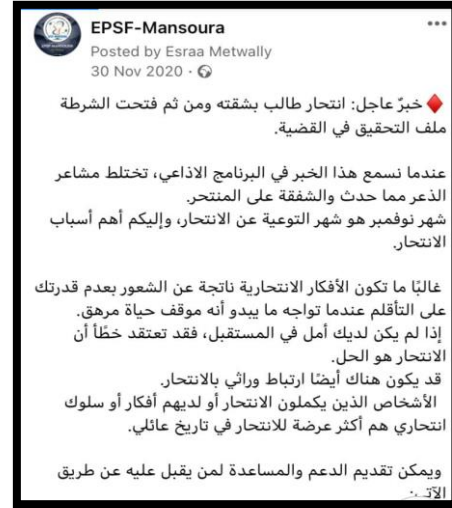 EPSF-Mansoura
Posted by Esraa Metwally
30 Nov 2020 ·
♦️ خبرٌ عاجل: انتحار طالب بشقته ومن ثم فتحت الشرطة
ملف التحقيق في القضية.
عندما نسمع هذا الخبر في البرنامج الاذاعي، تختلط مشاعر
الذعر مما حدث والشفقة على المنتحر.
شهر نوفمبر هو شهر التوعية عن الانتحار، وإليكم أهم أسباب
الانتحار.
غالبًا ما تكون الأفكار الانتحارية ناتجة عن الشعور بعدم قدرتك
على التأقلم عندما تواجه ما يبدو أنه موقف حياة مرهق.
إذا لم يكن لديك أمل في المستقبل، فقد تعتقد خطًأ أن
الانتحار هو الحل.
قد يكون هناك أيضًا ارتباط وراثي بالانتحار.
الأشخاص الذين يكملون الانتحار أو لديهم أفكار أو سلوك
انتحاري هم أكثر عرضة للانتحار في تاريخ عائلي.
ويمكن تقديم الدعم والمساعدة لمن يقبل عليه عن طريق
الآتي: